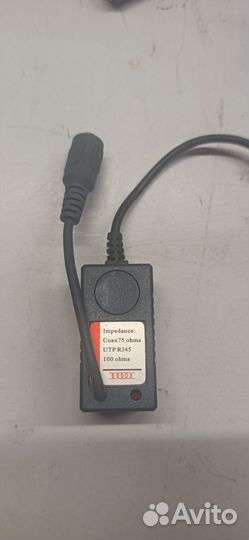 Impedance:
Coax75 ohms
UTP RJ45
100 ohms
Avito